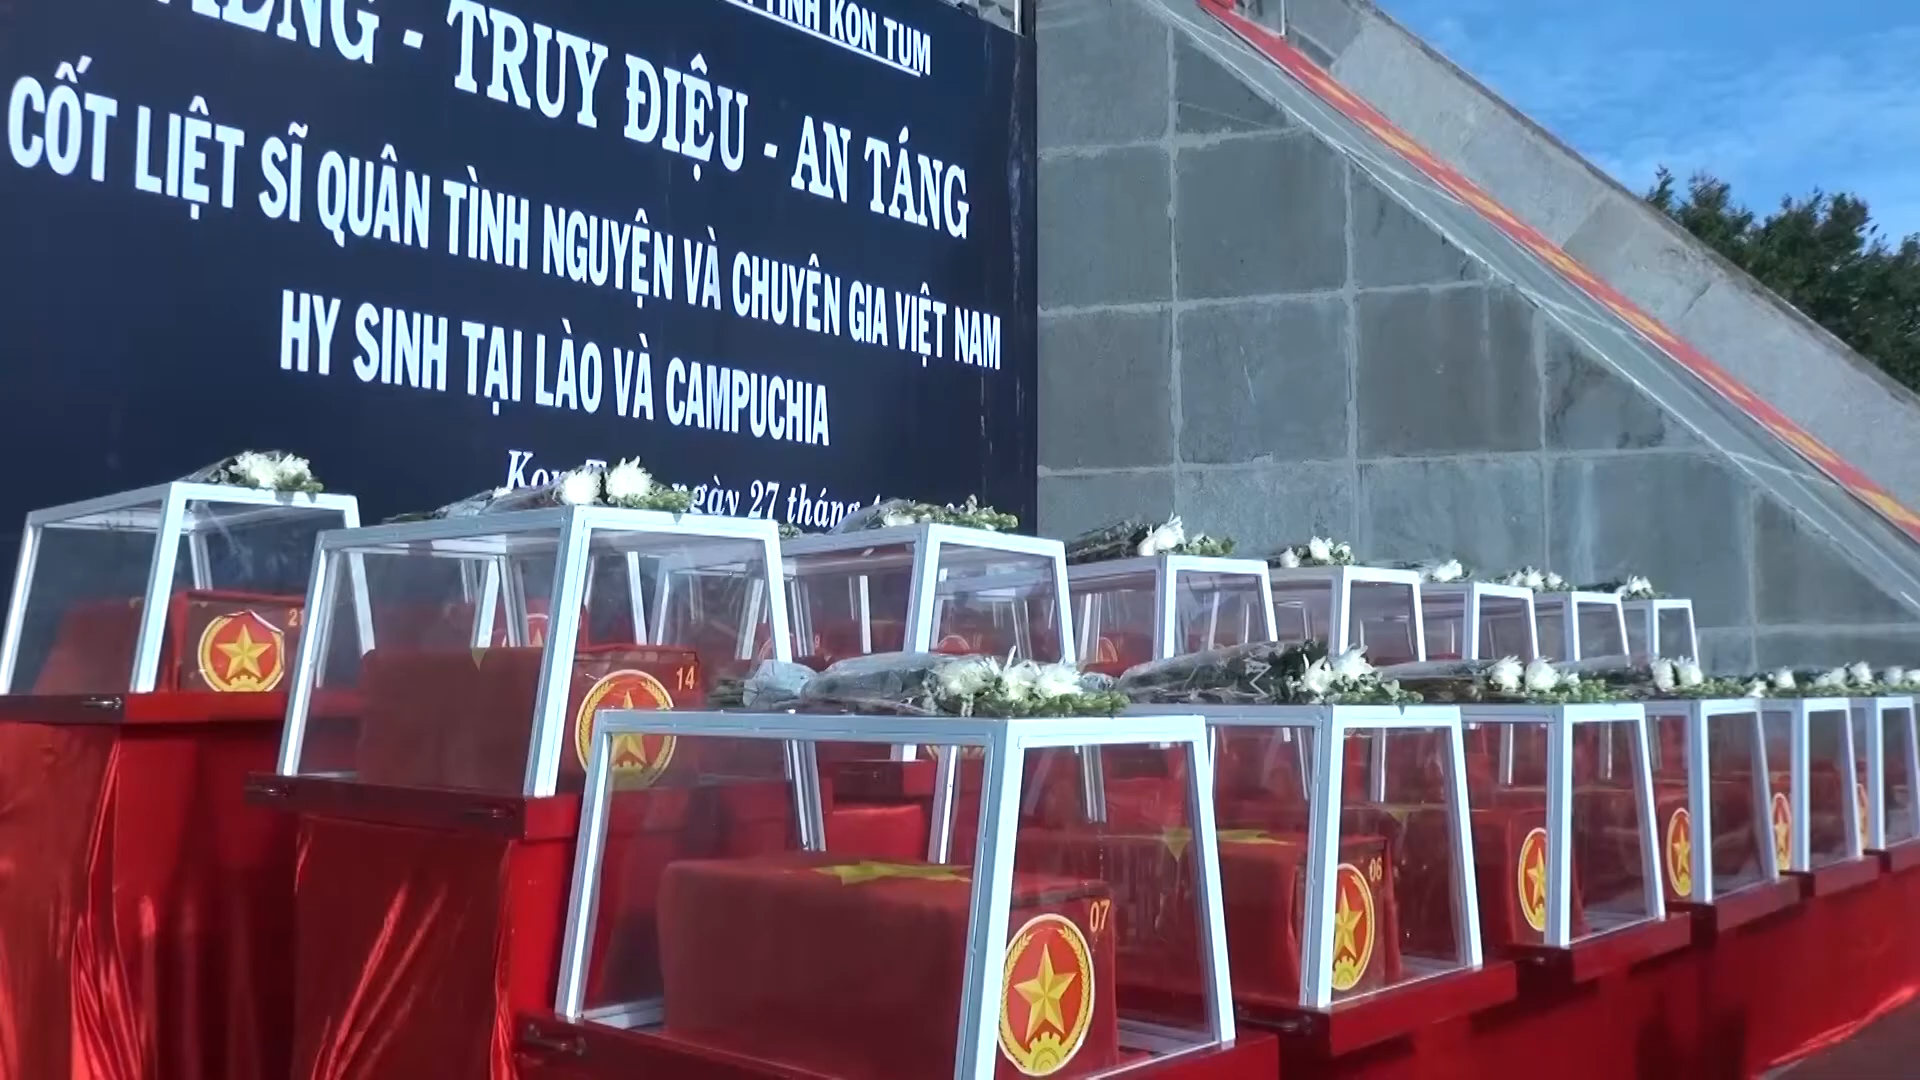 TỈNH KON TUM
- TRUY ĐIỆU - AN TÁNG
CỐT LIỆT SĨ QUÂN TÌNH NGUYỆN VÀ CHUYÊN GIA VIỆT NAM
HY SINH TẠI LÀO VÀ CAMPUCHIA
ngày 27 tháng
21
14
07
06